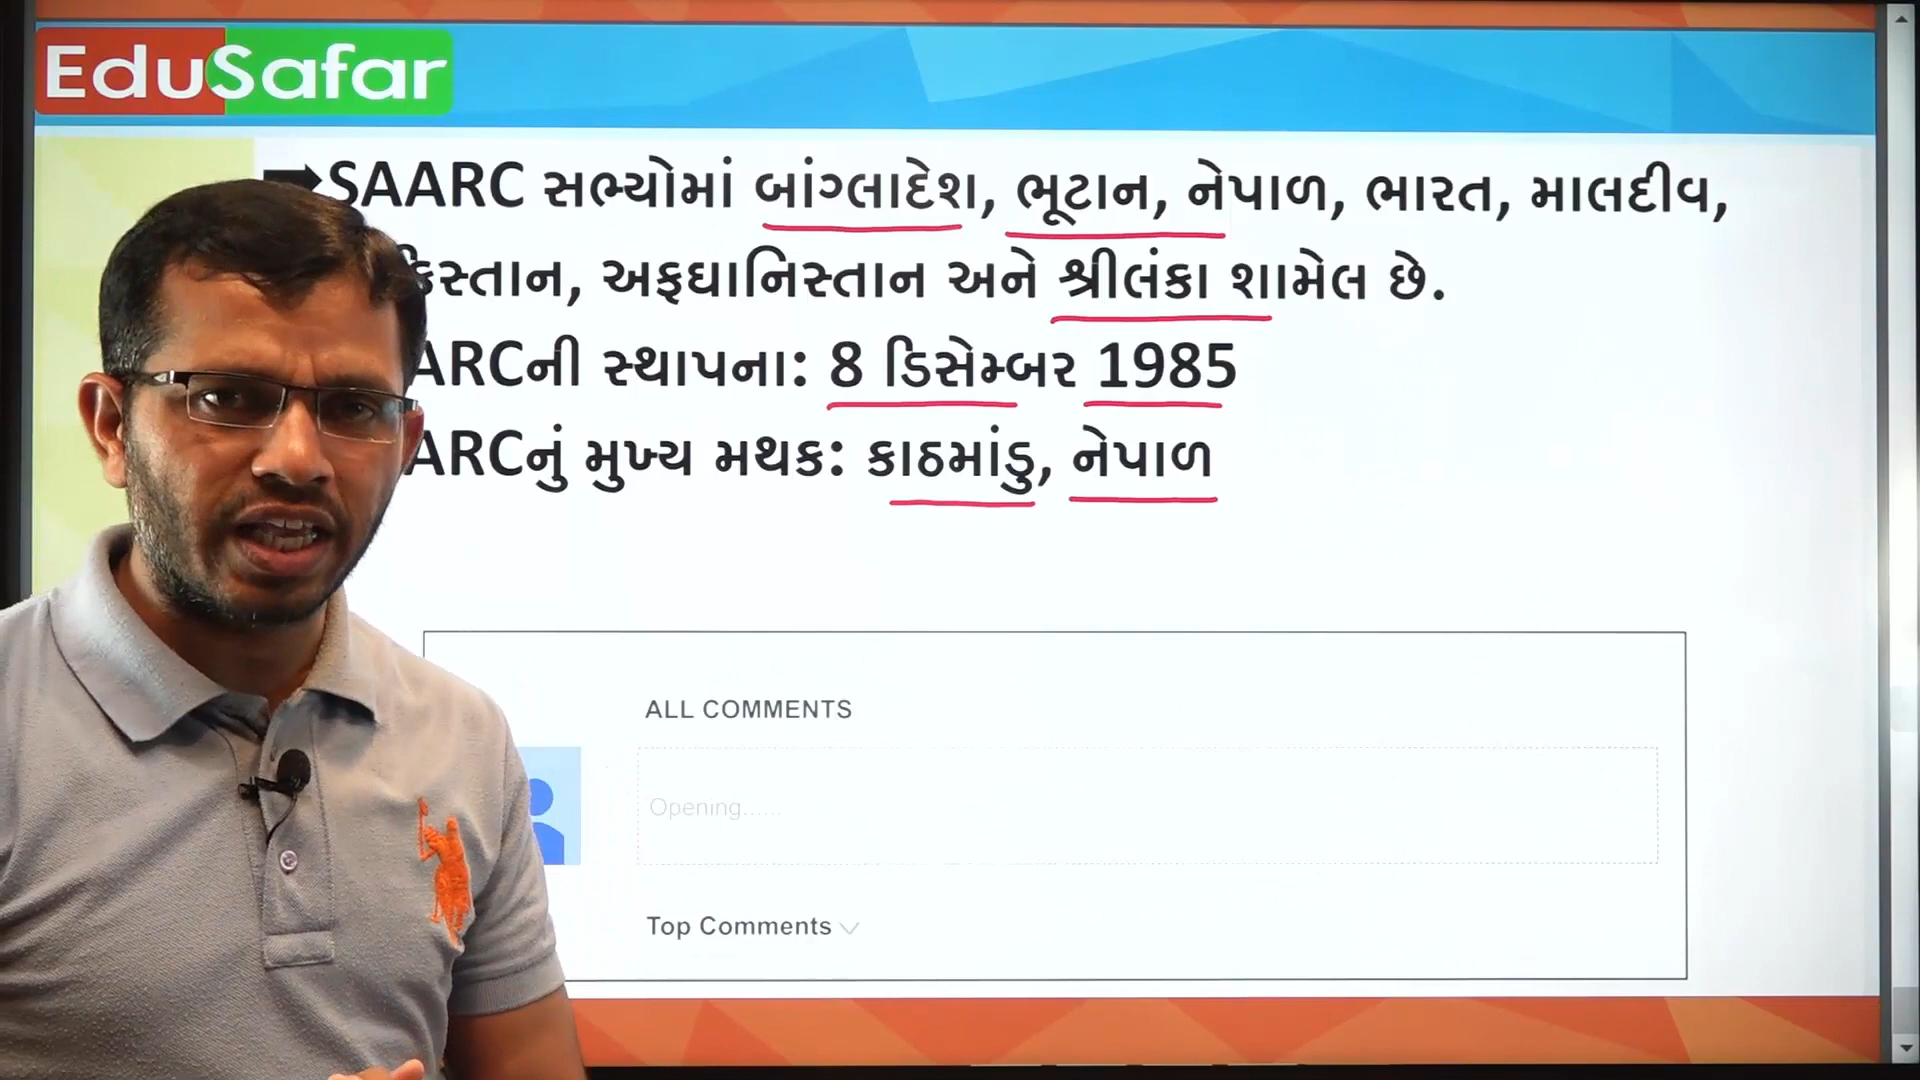 EduSafar
➡SAARC સભ્યોમાં બાંગ્લાદેશ, ભૂટાન, નેપાળ, ભારત, માલદીવ,
અફઘાનિસ્તાન અને શ્રીલંકા શામેલ છે.
ARCની સ્થાપના: 8 ડિસેમ્બર 1985
ARCનું મુખ્ય મથક: કાઠમાંડુ, નેપાળ
ALL COMMENTS
Opening......
Top Comments